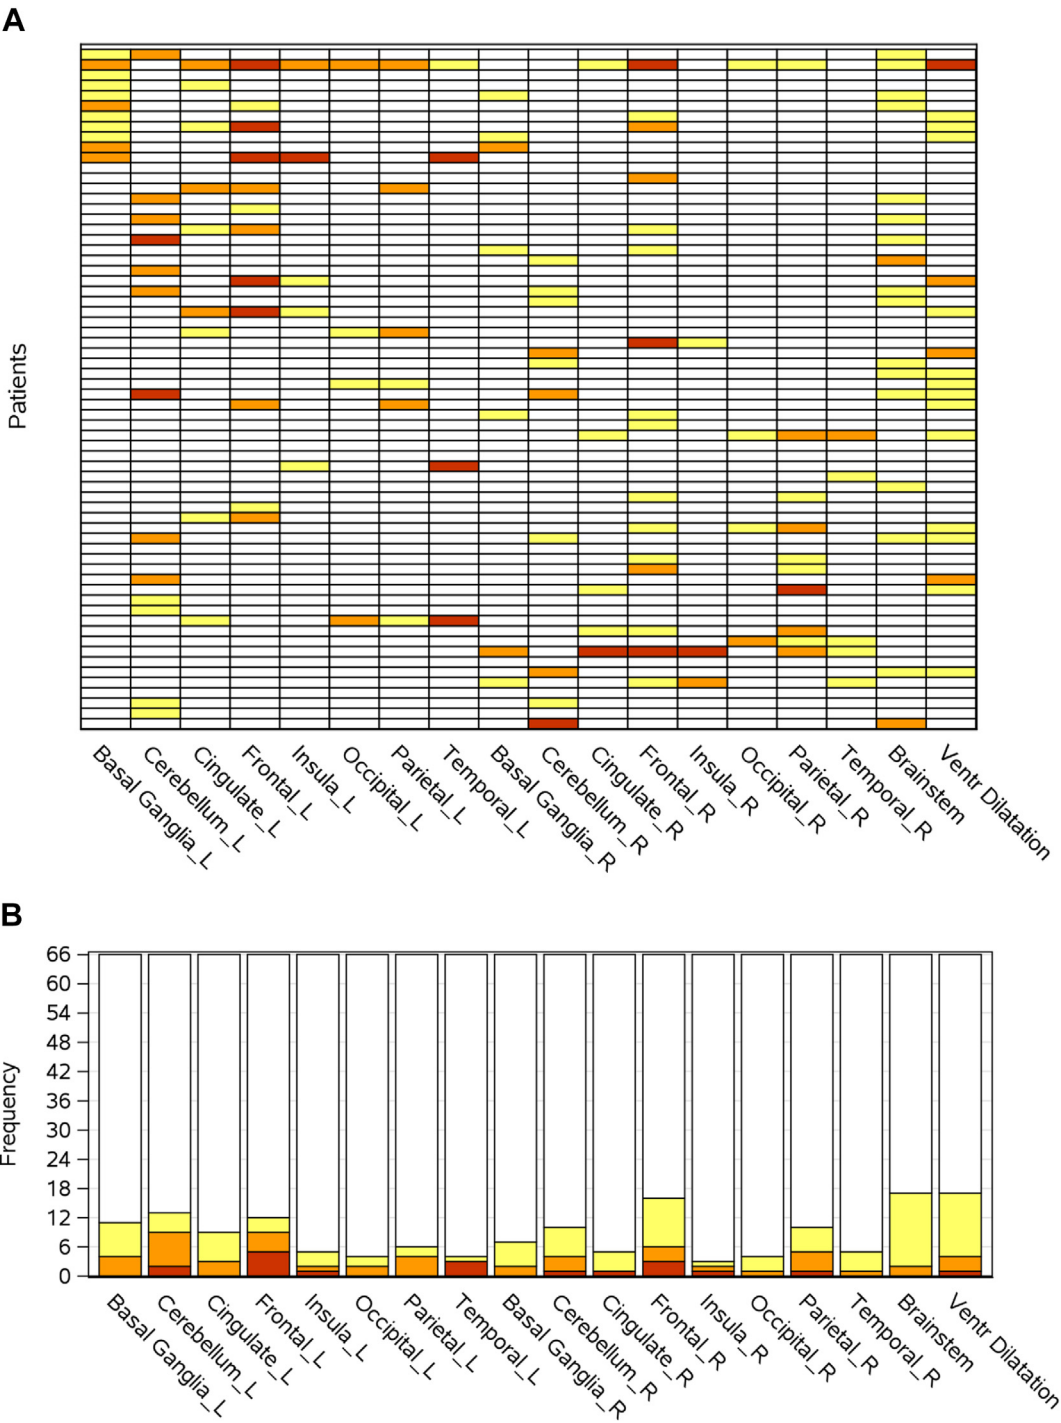 A
Patients
Basal Ganglia_L
Cerebellum_L
Cingulate_L
Frontal_L
Insula_L
Occipital_L
Parietal_L
Temporal_L
Basal Ganglia_R
Cerebellum_R
Cingulate_R
Frontal_R
Insula_R
Occipital_R
Parietal_R
Temporal_R
Brainstem
Ventr Dilatation
B
Frequency
66
60
54
48
42
36
30
24
18
12
6
0
Basal Ganglia_L
Cerebellum_L
Cingulate_L
Frontal_L
Insula_L
Occipital_L
Parietal_L
Temporal_L
Basal Ganglia_R
Cerebellum_R
Cingulate_R
Frontal_R
Insula_R
Occipital_R
Parietal_R
Temporal_R
Brainstem
Ventr Dilatation